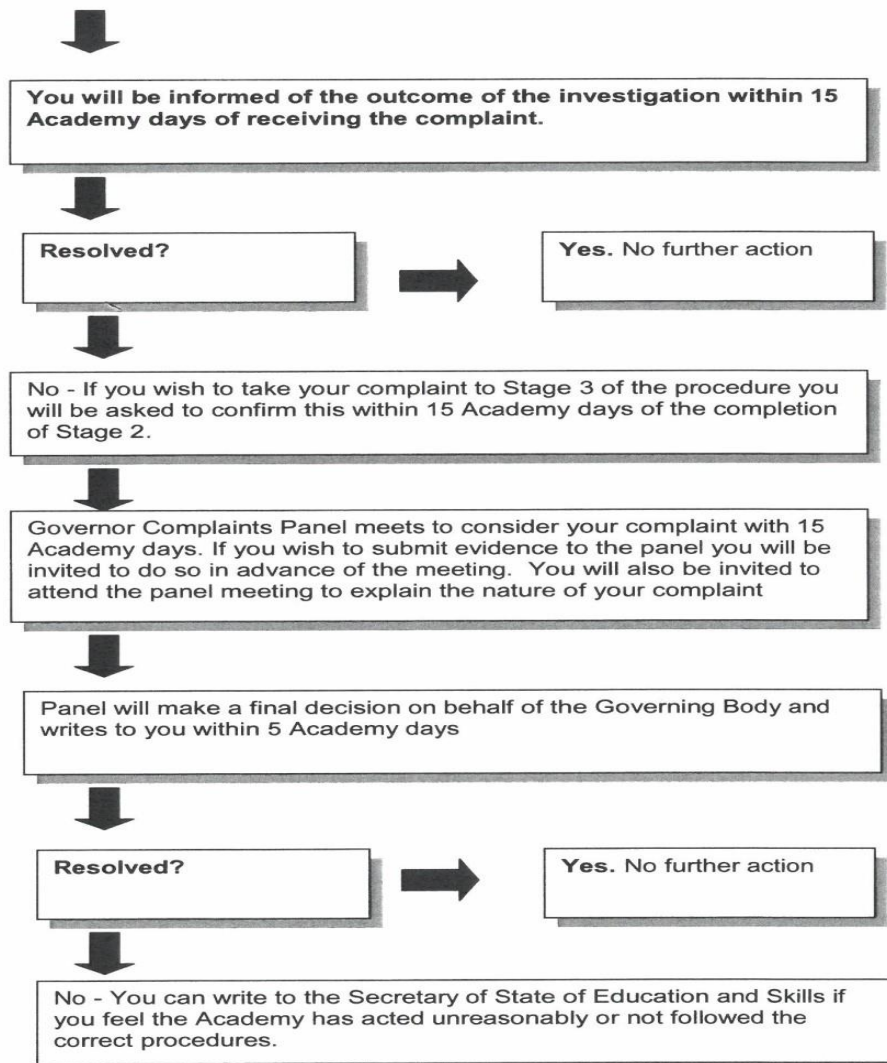 You will be informed of the outcome of the investigation within 15
Academy days of receiving the complaint.
Resolved?
Yes. No further action
No - If you wish to take your complaint to Stage 3 of the procedure you
will be asked to confirm this within 15 Academy days of the completion
of Stage 2.
Governor Complaints Panel meets to consider your complaint with 15
Academy days. If you wish to submit evidence to the panel you will be
invited to do so in advance of the meeting.  You will also be invited to
attend the panel meeting to explain the nature of your complaint
Panel will make a final decision on behalf of the Governing Body and
writes to you within 5 Academy days
Resolved?
Yes. No further action
No - You can write to the Secretary of State of Education and Skills if
you feel the Academy has acted unreasonably or not followed the
correct procedures.